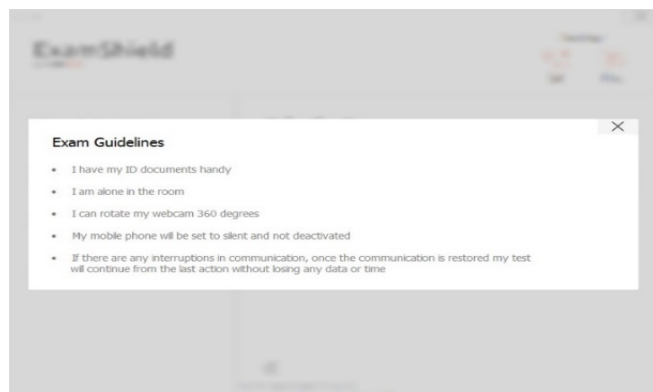 ExamShield
Exam Guidelines
• I have my ID documents handy
• I am alone in the room
• I can rotate my webcam 360 degrees
• My mobile phone will be set to silent and not deactivated
• If there are any interruptions in communication, once the communication is restored my test
will continue from the last action without losing any data or time